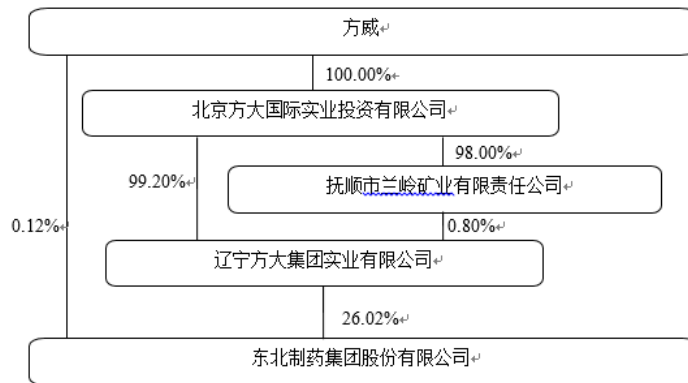 方威
100.00%
北京方大国际实业投资有限公司
98.00%
99.20%
抚顺市兰岭矿业有限责任公司
0.12%
0.80%
辽宁方大集团实业有限公司
26.02%
东北制药集团股份有限公司